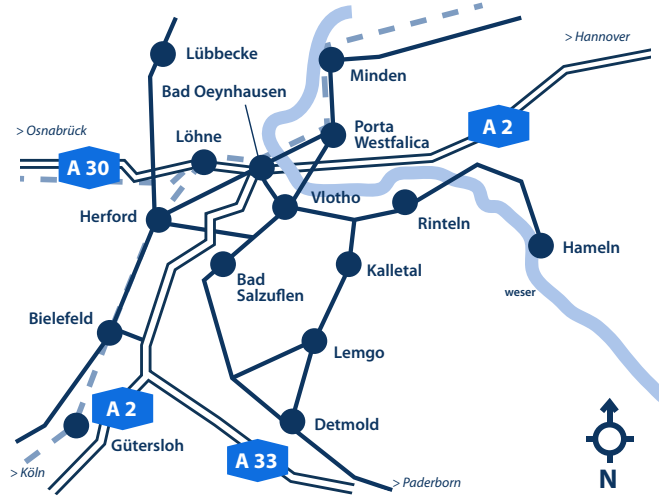 > Hannover
Lübbecke
Minden
Bad Oeynhausen
> Osnabrück
Löhne
Porta
Westfalica
A 2
A 30
Herford
Vlotho
Rinteln
Hameln
Bad
Salzuflen
Kalletal
weser
Bielefeld
Lemgo
A 2
Detmold
Gütersloh
A 33
> Köln
> Paderborn
N